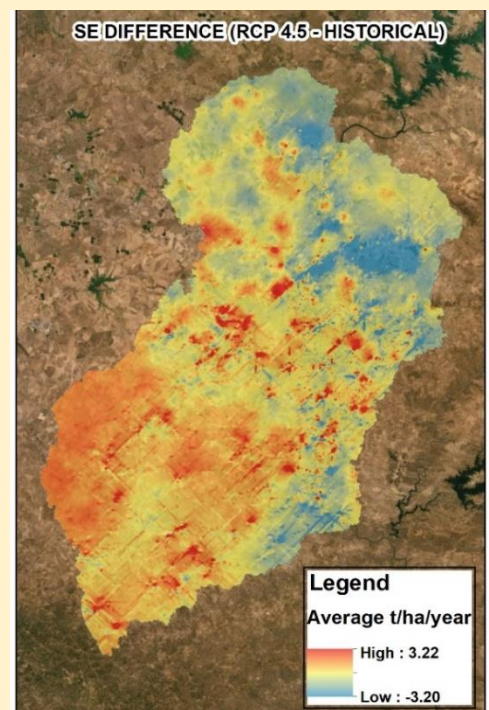 SE DIFFERENCE (RCP 4.5 - HISTORICAL)
Legend
Average t/ha/year
High : 3.22
Low : -3.20